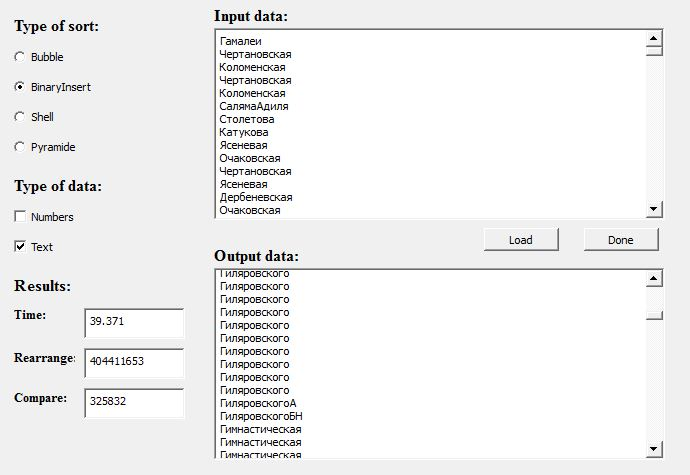 Type of sort:
Bubble
BinaryInsert
Shell
Pyramide
Type of data:
Numbers
Text
Results:
Time: 39.371
Rearrange: 404411653
Compare: 325832
Input data:
Гамалеи
Чертановская
Коломенская
Чертановская
Коломенская
СалямаАдиля
Столетова
Катукова
Ясеневая
Очаковская
Чертановская
Ясеневая
Дербеневская
Очаковская
Load Done
Output data:
Гиляровского
Гиляровского
Гиляровского
Гиляровского
Гиляровского
Гиляровского
Гиляровского
Гиляровского
Гиляровского
Гиляровского
ГиляровскогоА
ГиляровскогоБН
Гимнастическая
Гимнастическая
Гимнастическая